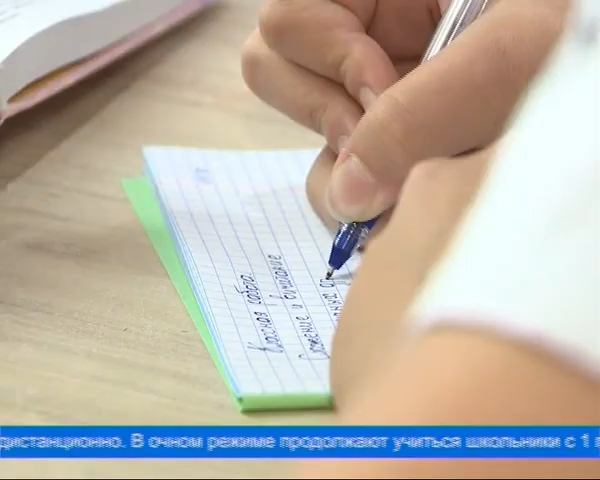 Классная работа.
Сложение и вычитание
дистанционно. В очном режиме продолжают учиться школьники с 1 п